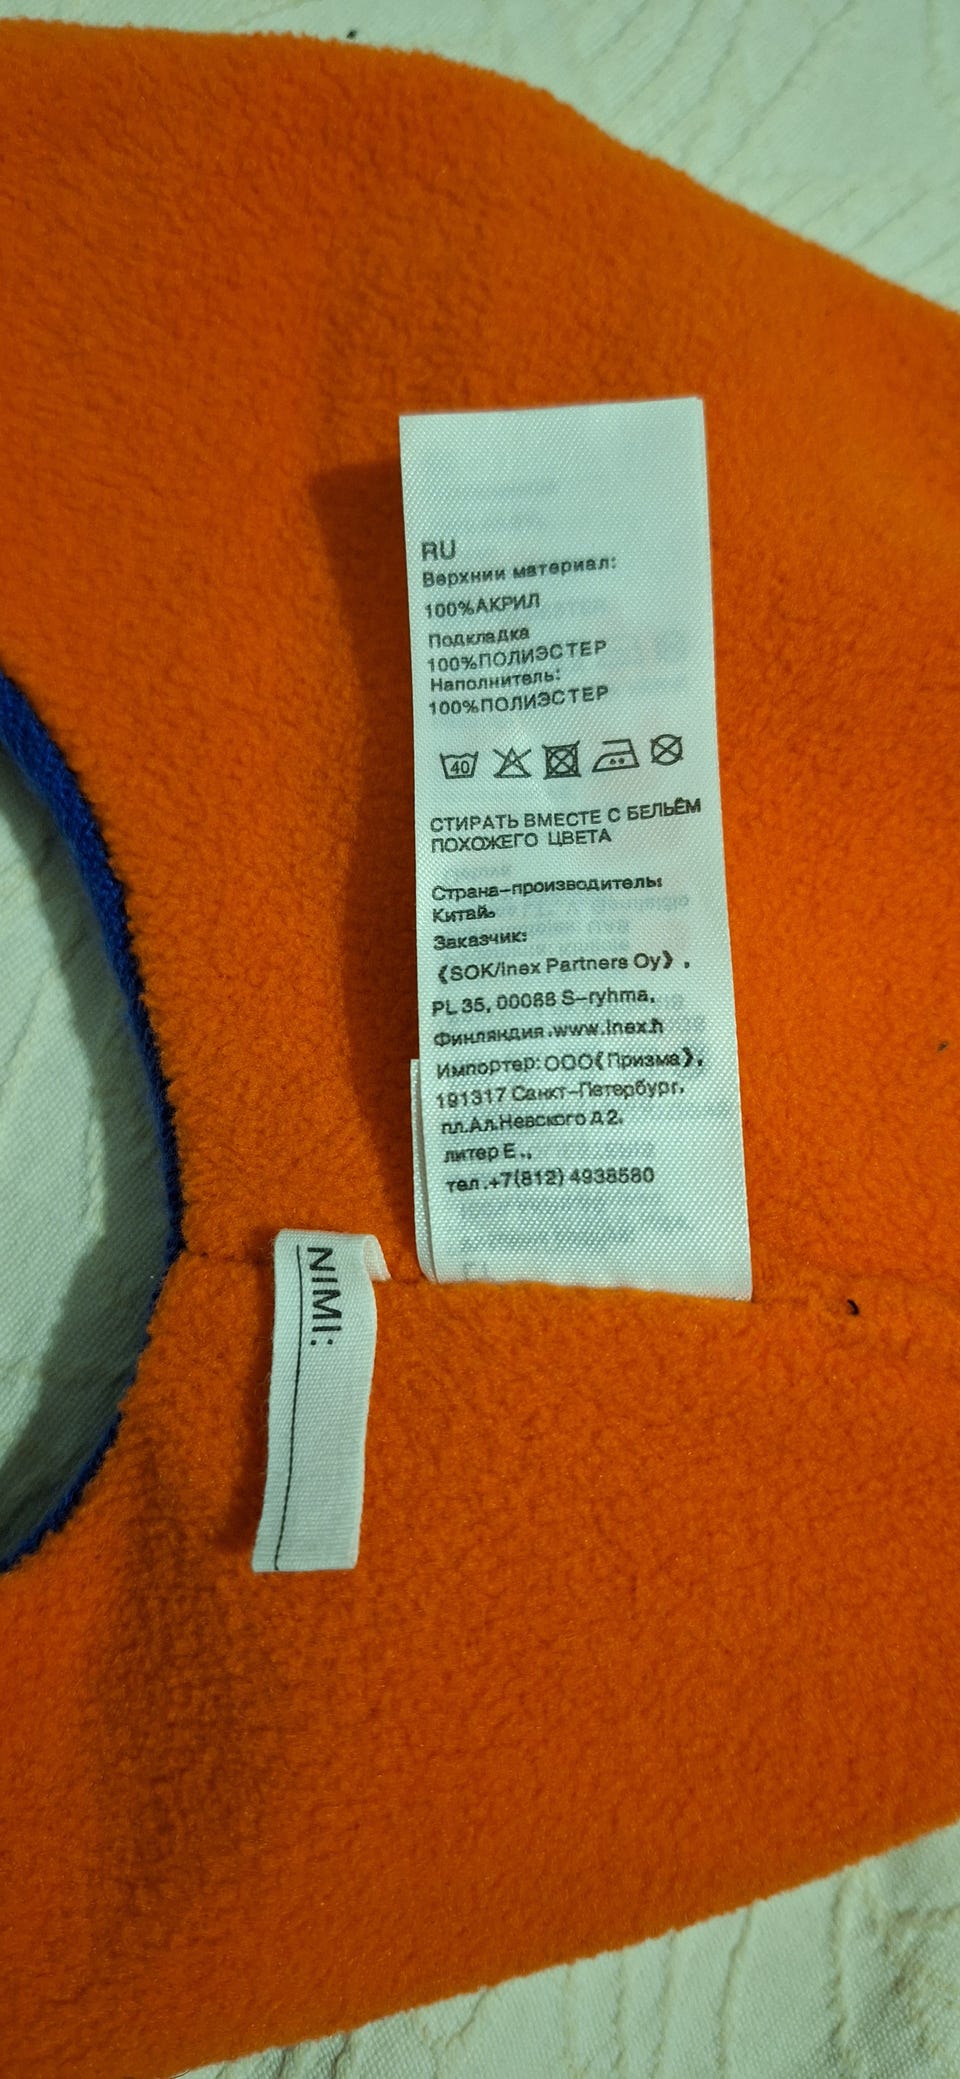 RU
Верхнии материал:
100%АКРИЛ
Подкладка
100%ПОЛИЭСТЕР
Наполнитель:
100%ПОЛИЭСТЕР
40
СТИРАТЬ ВМЕСТЕ С БЕЛЬЁМ
ПОХОЖЕГО ЦВЕТА
Страна-производитель:
Китай.
Заказчик:
《SOK/Inex Partners Oy》,
PL 35, 00088 S-ryhma,
Финляндия.www.inex.fi
Импортер:ООО《Призма》,
191317 Санкт-Петербург,
пл.Ал.Невского Д 2,
литер Е.,
тел.+7(812) 4938580
NIMI: